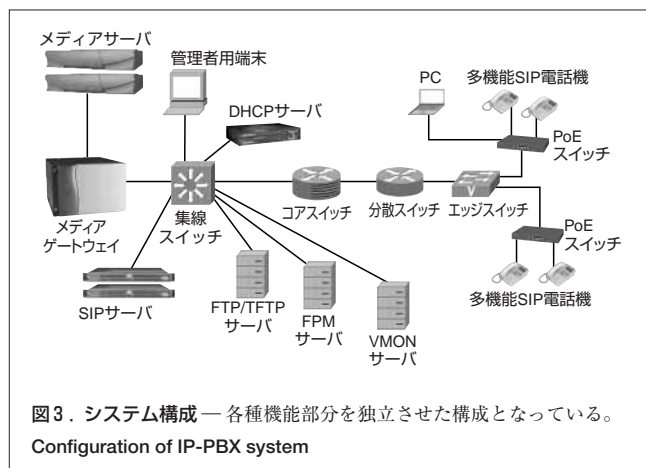 メディアサーバ
管理者用端末
DHCPサーバ
PC
多機能SIP電話機
PoE
スイッチ
メディア
ゲートウェイ
集線
スイッチ
コアスイッチ
分散スイッチ
エッジスイッチ
PoE
スイッチ
SIPサーバ
FTP/TFTP
サーバ
FPM
サーバ
VMON
サーバ
多機能SIP電話機
図3．システム構成 — 各種機能部分を独立させた構成となっている。
Configuration of IP-PBX system